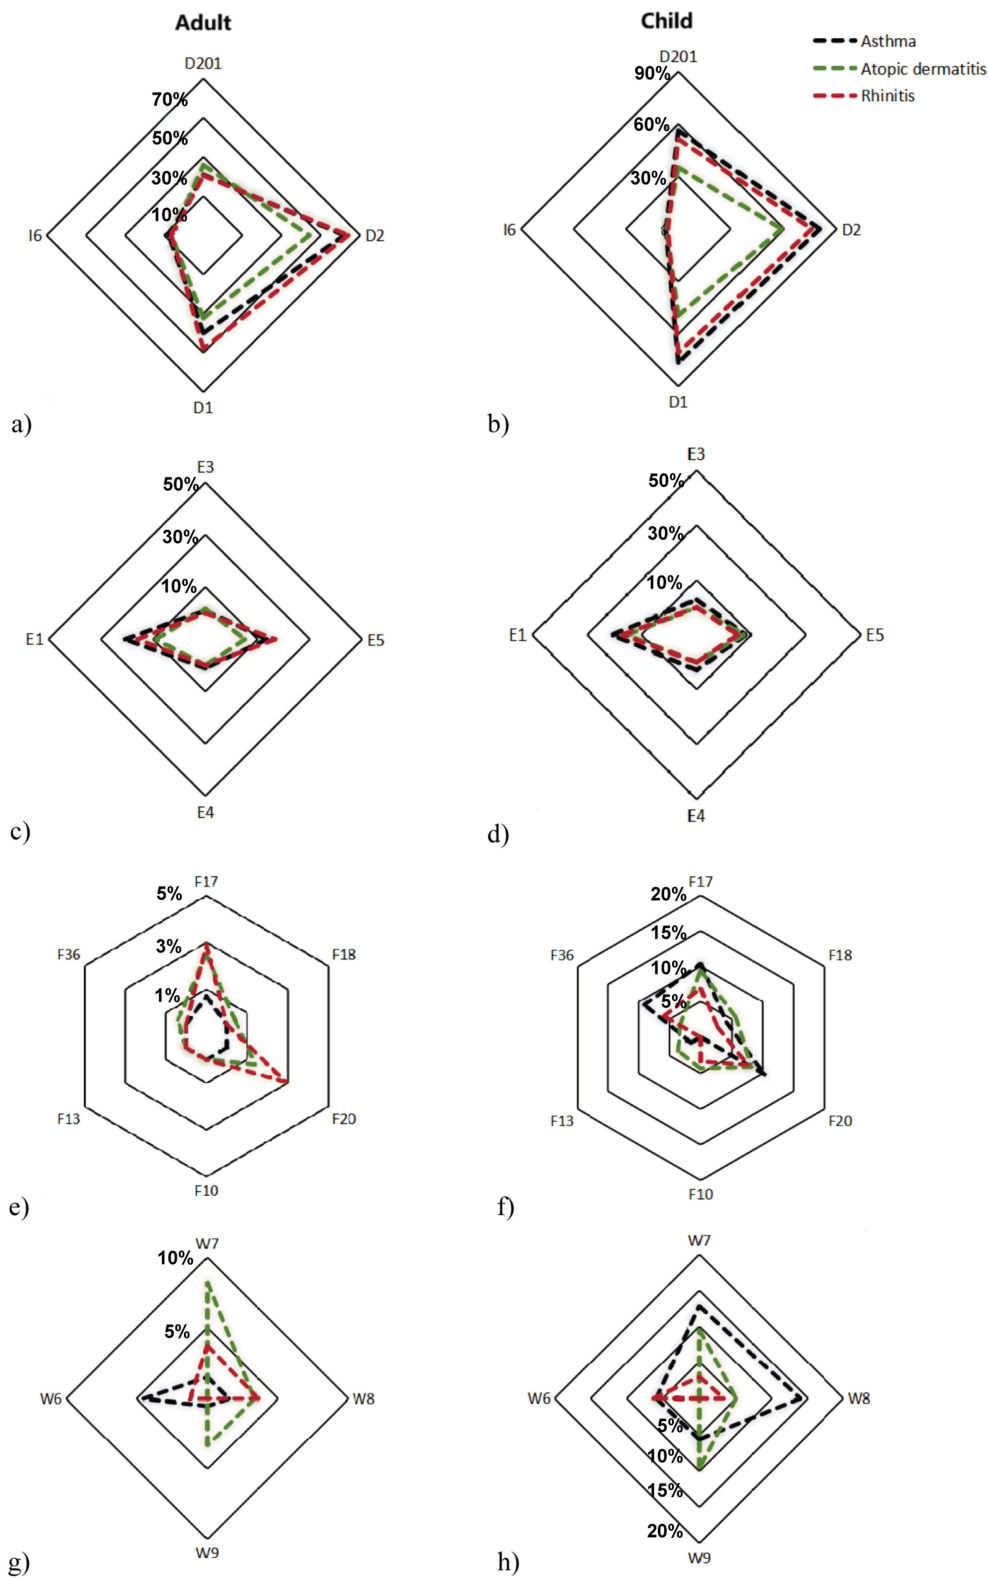 Adult
Child
Asthma
Atopic dermatitis
Rhinitis
D201
70%
50%
30%
10%
I6
D2
D1
a)
D201
90%
60%
30%
I6
D2
D1
b)
E3
50%
30%
10%
E1
E5
E4
c)
E3
50%
30%
10%
E1
E5
E4
d)
F17
5%
3%
1%
F36
F18
F13
F20
F10
e)
F17
20%
15%
10%
5%
F36
F18
F13
F20
F10
f)
W7
10%
5%
W6
W8
W9
g)
W7
W6
W8
5%
10%
15%
20%
W9
h)